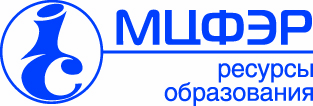 МЦФЭР
ресурсы
образования